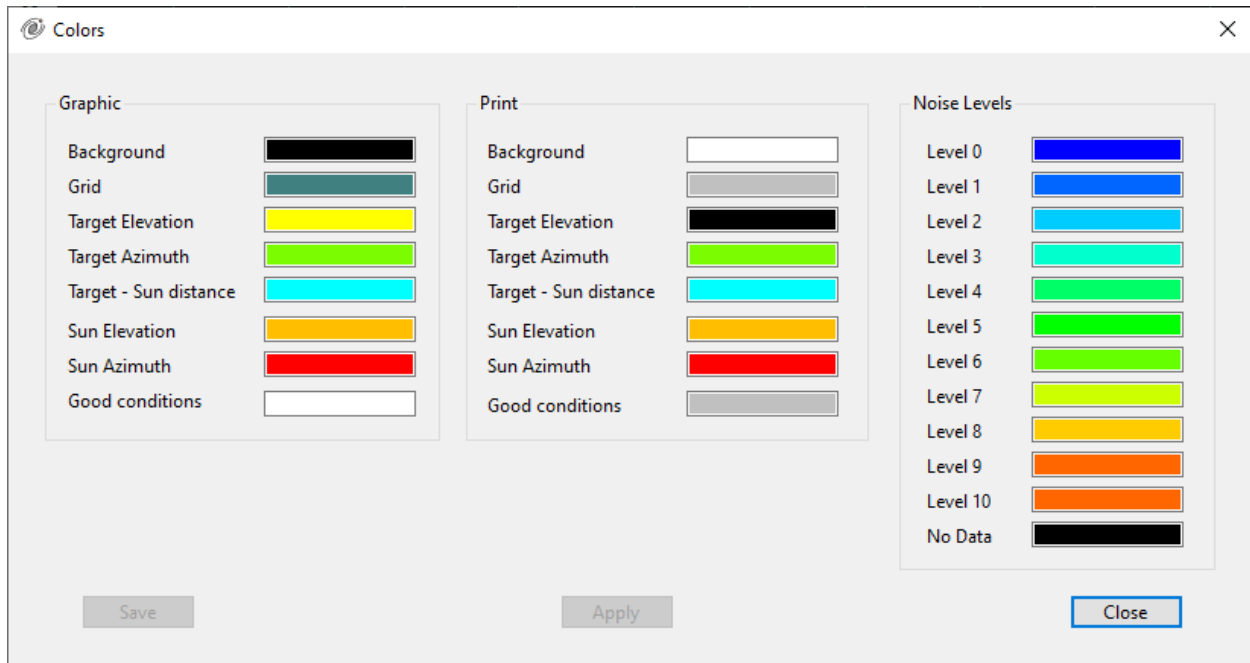 Colors
Graphic
Background
Grid
Target Elevation
Target Azimuth
Target - Sun distance
Sun Elevation
Sun Azimuth
Good conditions
Print
Background
Grid
Target Elevation
Target Azimuth
Target - Sun distance
Sun Elevation
Sun Azimuth
Good conditions
Noise Levels
Level 0
Level 1
Level 2
Level 3
Level 4
Level 5
Level 6
Level 7
Level 8
Level 9
Level 10
No Data
Save
Apply
Close